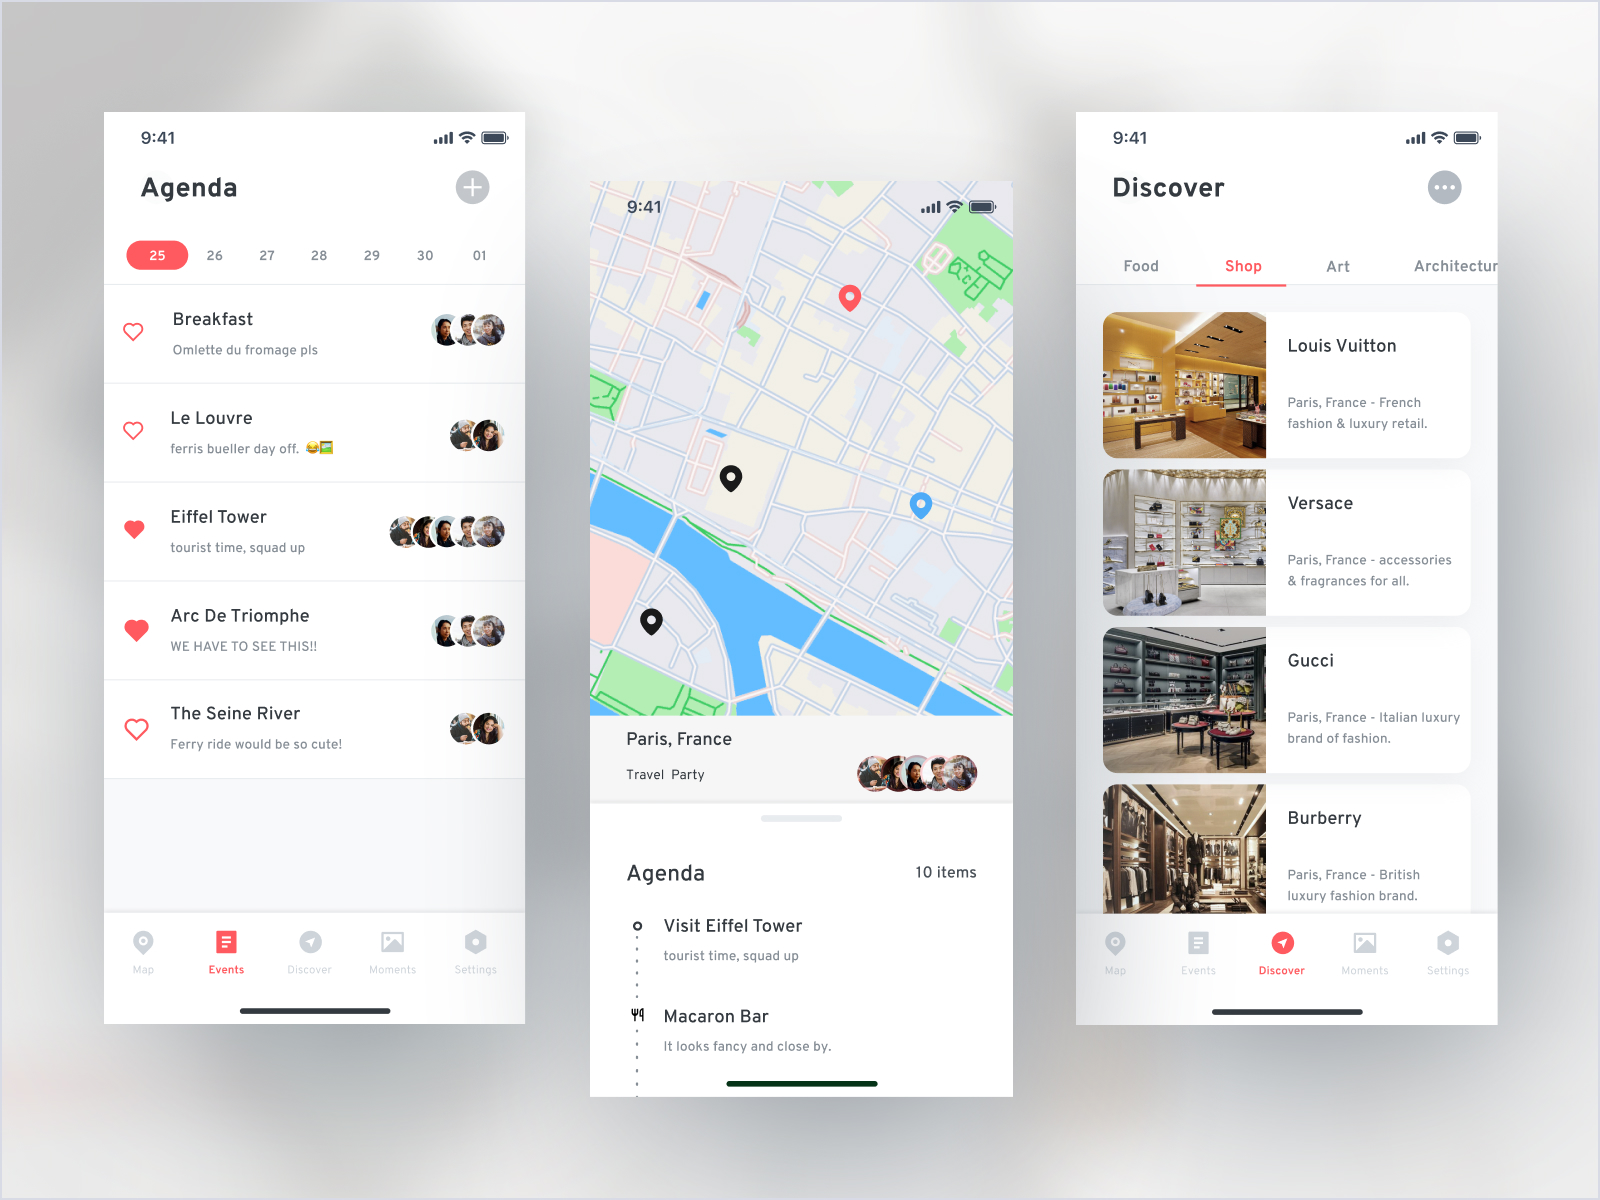 9:41
Agenda
25 26 27 28 29 30 01
Breakfast
Omlette du fromage pls
Le Louvre
ferris bueller day off. 😂🖼️
Eiffel Tower
tourist time, squad up
Arc De Triomphe
WE HAVE TO SEE THIS!!
The Seine River
Ferry ride would be so cute!
Map Events Discover Moments Settings
9:41
Paris, France
Travel Party
Agenda 10 items
Visit Eiffel Tower
tourist time, squad up
Macaron Bar
It looks fancy and close by.
9:41
Discover
Food Shop Art Architectur
Louis Vuitton
Paris, France - French
fashion & luxury retail.
Versace
Paris, France - accessories
& fragrances for all.
Gucci
Paris, France - Italian luxury
brand of fashion.
Burberry
Paris, France - British
luxury fashion brand.
Map Events Discover Moments Settings